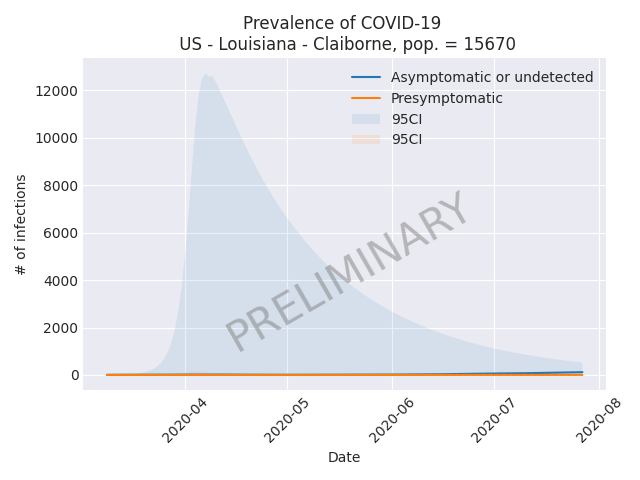 Prevalence of COVID-19
US - Louisiana - Claiborne, pop. = 15670
Asymptomatic or undetected
Presymptomatic
95CI
95CI
12000
10000
8000
6000
4000
2000
0
# of infections
PRELIMINARY
2020-04
2020-05
2020-06
2020-07
2020-08
Date